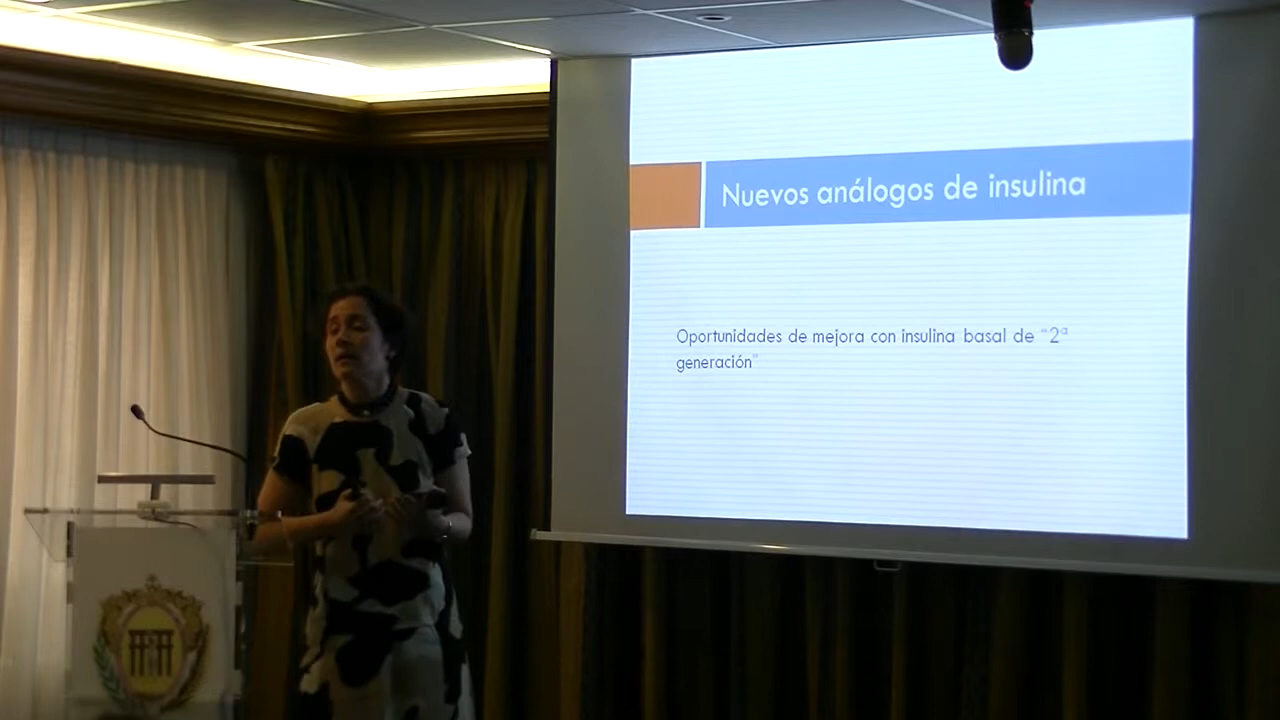 Nuevos análogos de insulina
Oportunidades de mejora con insulina basal de “2ª
generación”